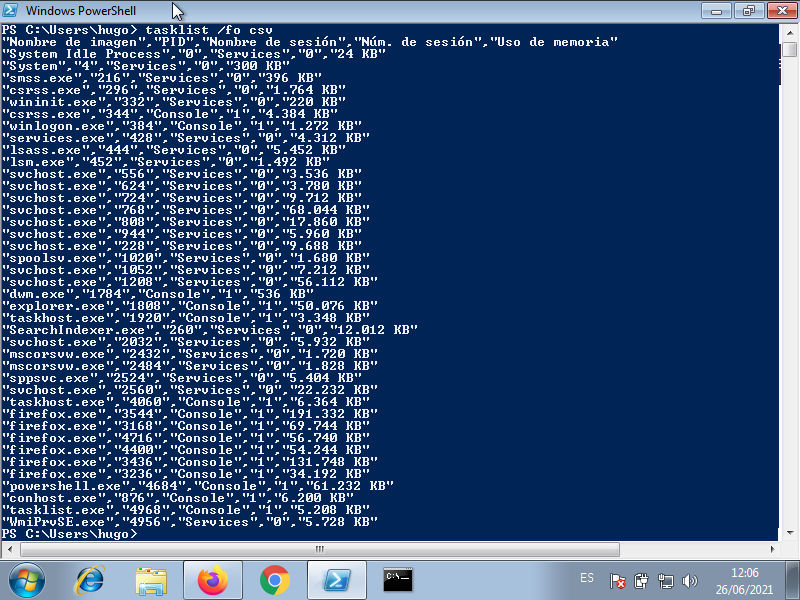 Windows PowerShell
PS C:\Users\hugo> tasklist /fo csv
"Nombre de imagen","PID","Nombre de sesión","Núm. de sesión","Uso de memoria"
"System Idle Process","0","Services","0","24 KB"
"System","4","Services","0","300 KB"
"smss.exe","216","Services","0","396 KB"
"csrss.exe","296","Services","0","1.764 KB"
"wininit.exe","332","Services","0","220 KB"
"csrss.exe","344","Console","1","4.384 KB"
"winlogon.exe","384","Console","1","1.272 KB"
"services.exe","428","Services","0","4.312 KB"
"lsass.exe","444","Services","0","5.452 KB"
"lsm.exe","452","Services","0","1.492 KB"
"svchost.exe","556","Services","0","3.536 KB"
"svchost.exe","624","Services","0","3.780 KB"
"svchost.exe","724","Services","0","9.712 KB"
"svchost.exe","768","Services","0","68.044 KB"
"svchost.exe","808","Services","0","17.860 KB"
"svchost.exe","944","Services","0","5.960 KB"
"svchost.exe","228","Services","0","9.688 KB"
"spoolsv.exe","1020","Services","0","1.680 KB"
"svchost.exe","1052","Services","0","7.212 KB"
"svchost.exe","1208","Services","0","56.112 KB"
"dwm.exe","1784","Console","1","536 KB"
"explorer.exe","1808","Console","1","50.076 KB"
"taskhost.exe","1920","Console","1","3.348 KB"
"SearchIndexer.exe","260","Services","0","12.012 KB"
"svchost.exe","2032","Services","0","5.932 KB"
"mscorsvw.exe","2432","Services","0","1.720 KB"
"mscorsvw.exe","2484","Services","0","1.828 KB"
"sppsvc.exe","2524","Services","0","5.404 KB"
"svchost.exe","2560","Services","0","22.232 KB"
"taskhost.exe","4060","Console","1","6.364 KB"
"firefox.exe","3544","Console","1","191.332 KB"
"firefox.exe","3168","Console","1","69.744 KB"
"firefox.exe","4716","Console","1","56.740 KB"
"firefox.exe","4400","Console","1","54.244 KB"
"firefox.exe","3436","Console","1","131.748 KB"
"firefox.exe","3236","Console","1","34.192 KB"
"powershell.exe","4684","Console","1","61.232 KB"
"conhost.exe","876","Console","1","6.200 KB"
"tasklist.exe","4968","Console","1","5.208 KB"
"WmiPrvSE.exe","4956","Services","0","5.728 KB"
PS C:\Users\hugo>
C:\
ES
12:06
26/06/2021